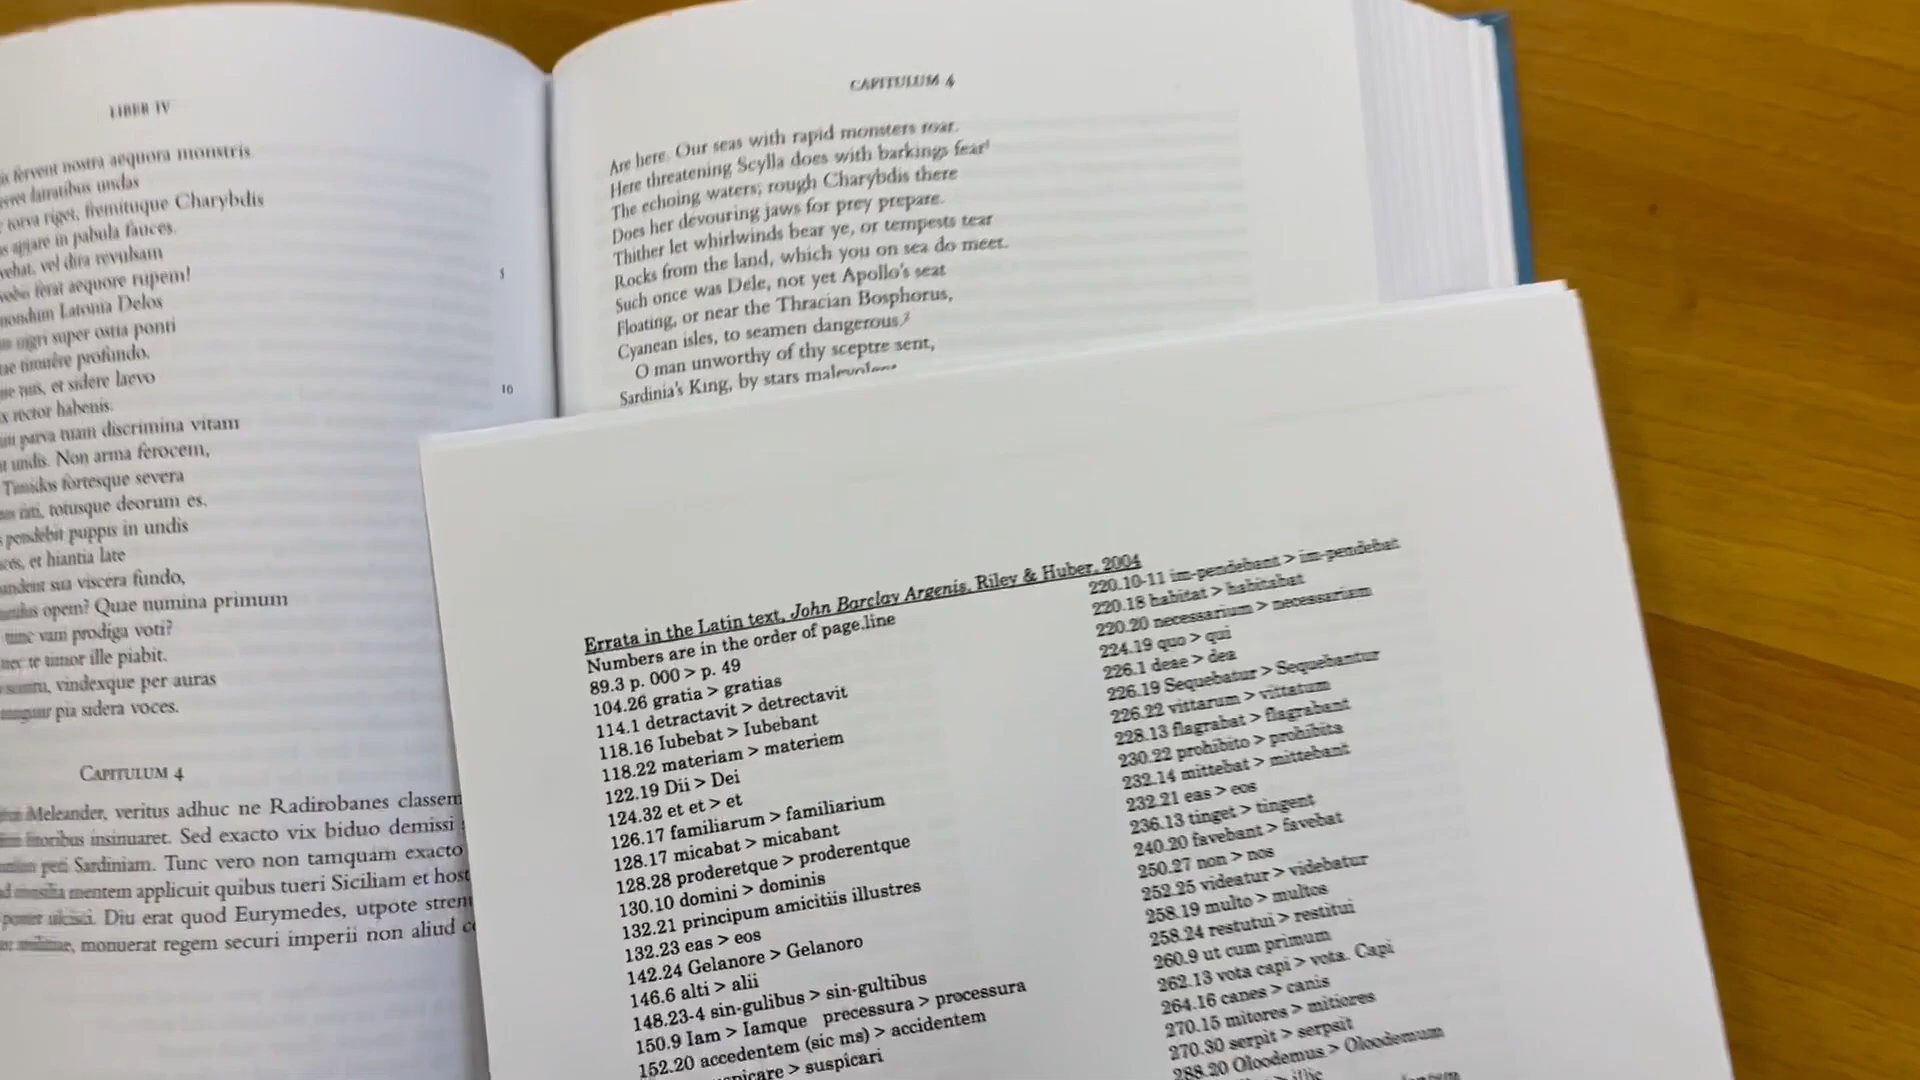 LIBER IV
fervent nostra aequora monstris.
latratibus undas
torva riget, fremituque Charybdis
in pabula fauces.
vehat, vel dira revulsam
ferat aequore rupem!
nondum Latonia Delos
nigri super ostia ponti
timuêre profundo.
5
et sidere laevo
rector habenis.
10
parva tuam discrimina vitam
undis. Non arma ferocem,
Timidos fortesque severa
totusque deorum es.
pendebit puppis in undis
et hiantia late
sua viscera fundo,
opem? Quae numina primum
tunc vani prodiga voti?
nec te timor ille piabit.
vindexque per auras
pia sidera voces.
CAPITULUM 4
Meleander, veritus adhuc ne Radirobanes classem
litoribus insinuaret. Sed exacto vix biduo demissi
Sardiniam. Tunc vero non tamquam exacto
mentem applicuit quibus tueri Siciliam et
Diu erat quod Eurymedes, utpote
monuerat regem securi imperii non aliud
CAPITULUM 4
Are here. Our seas with rapid monsters roar.
Here threatening Scylla does with barkings fear1
The echoing waters; rough Charybdis there
Does her devouring jaws for prey prepare.
Thither let whirlwinds bear ye, or tempests tear
Rocks from the land, which you on sea do meet.
Such once was Dele, not yet Apollo's seat
Floating, or near the Thracian Bosphorus,
Cyanean isles, to seamen dangerous.2
O man unworthy of thy sceptre sent,
Sardinia's King, by stars malevolent
Errata in the Latin text, John Barclay Argenis, Riley & Huber, 2004
Numbers are in the order of page.line
89.3 p. 000 > p. 49
104.26 gratia > gratias
114.1 detractavit > detrectavit
118.16 Iubebat > Iubebant
118.22 materiam > materiem
122.19 Dii > Dei
124.32 et et > et
126.17 familiarum > familiarium
128.17 micabat > micabant
128.28 proderetque > proderentque
130.10 domini > dominis
132.21 principum amicitiis illustres
132.23 eas > eos
142.24 Gelanore > Gelanoro
146.6 alti > alii
148.23-4 sin-gulibus > sin-gultibus
150.9 Iam > Iamque precessura > processura
152.20 accedentem (sic ms) > accidentem
> suspicari
220.10-11 im-pendebant > im-pendebat
220.18 habitat > habitabat
220.20 necessarium > necessariam
224.19 quo > qui
226.1 deae > dea
226.19 Sequebatur > Sequebantur
226.22 vittarum > vittatum
228.13 flagrabat > flagrabant
230.22 prohibito > prohibita
232.14 mittebat > mittebant
232.21 eas > eos
236.13 tinget > tingent
240.20 favebant > favebat
250.27 non > nos
252.25 videatur > videbatur
258.19 multo > multos
258.24 restutui > restitui
260.9 ut cum primum
262.13 vota capi > vota. Capi
264.16 canes > canis
270.15 mitores > mitiores
270.30 serpit > serpsit
288.20 Oloodemus > Oloodemum